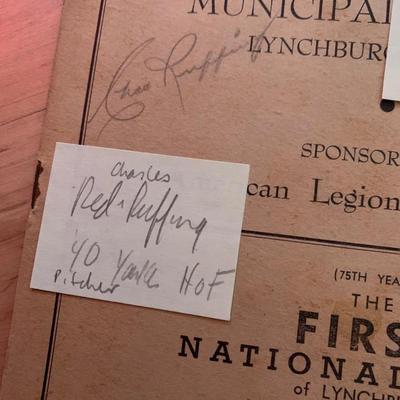 MUNICIPAL
LYNCHBURG
Chas Ruffing
SPONSOR
American Legion
Charles
Red Ruffing
'40 Yanks HOF
Pitcher
(75TH YEA
THE
FIRS
NATIONAL
of LYNCHB